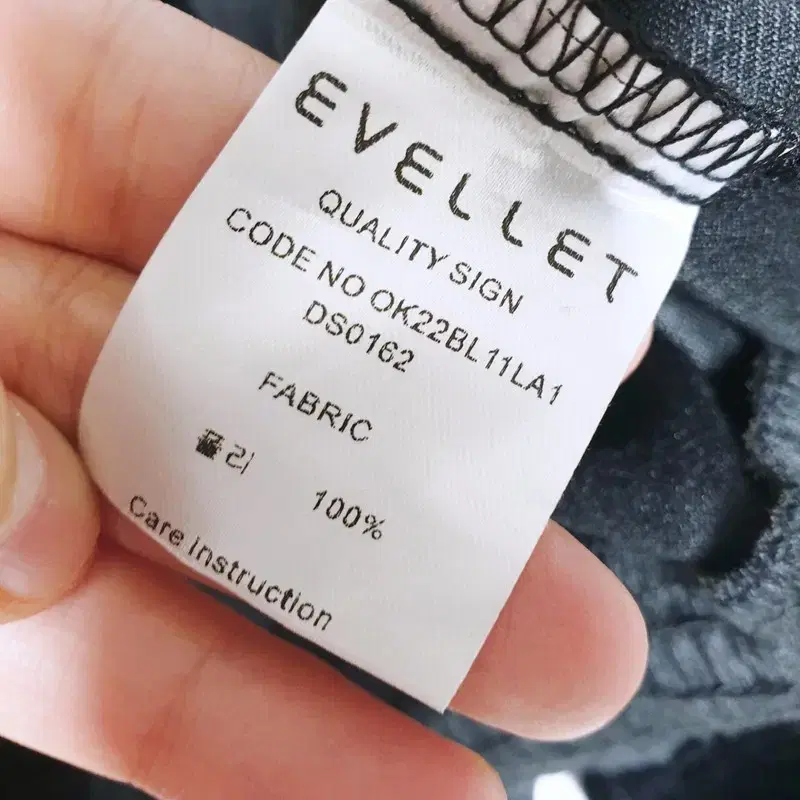 EVELLET
QUALITY SIGN
CODE NO OK22BL11LA1
DS0162
FABRIC
폴리 100%
Care instruction